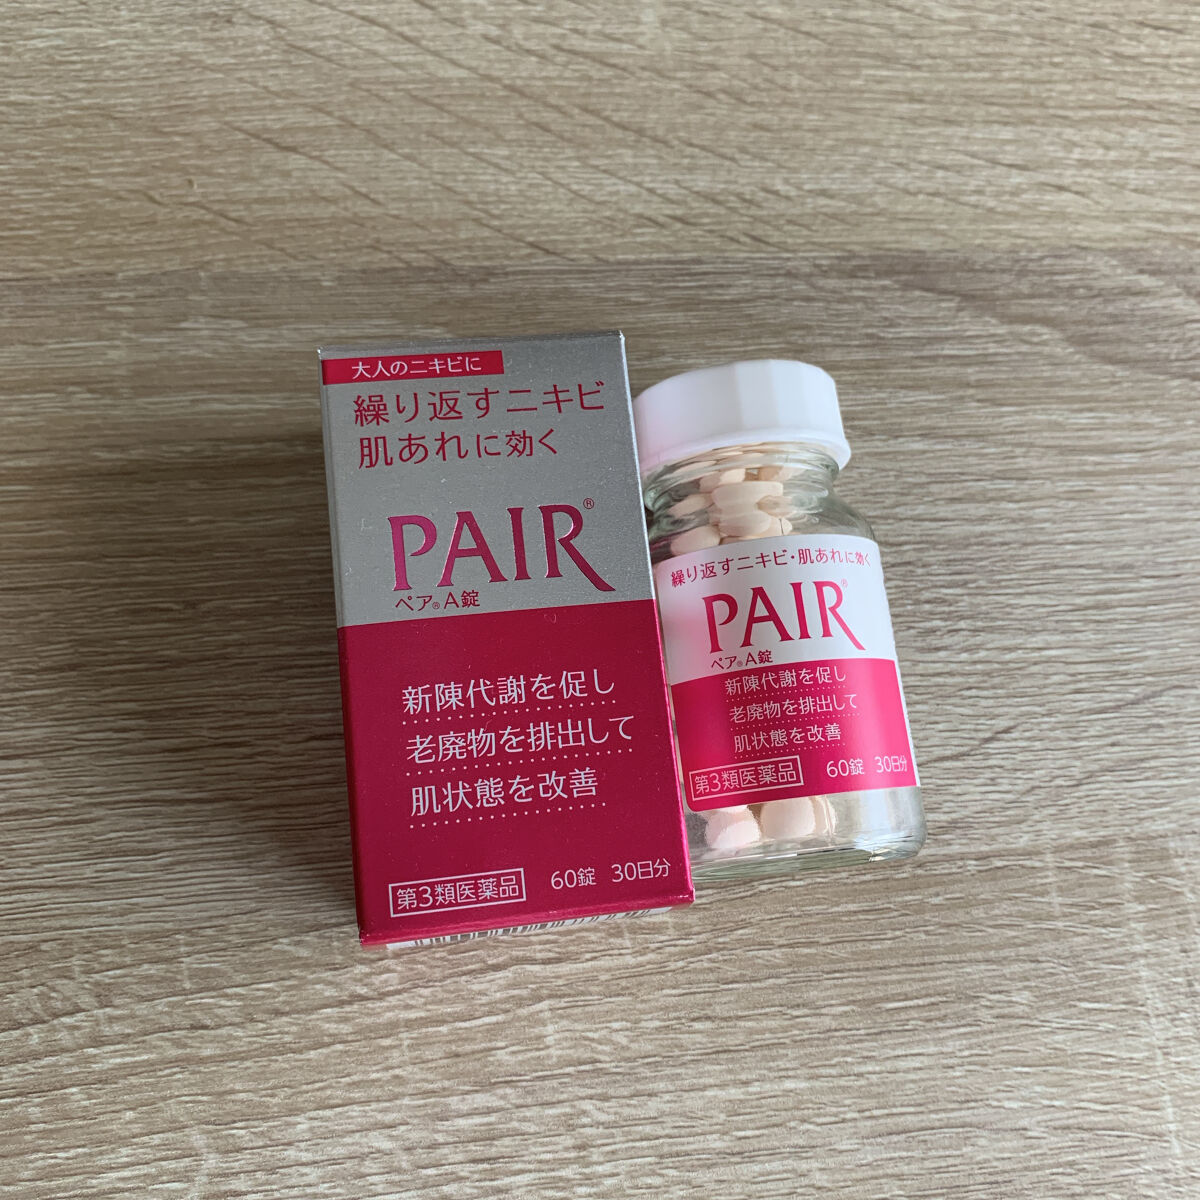 大人のニキビに
繰り返すニキビ
肌あれに効く
PAIR®
ペア®A錠
新陳代謝を促し
老廃物を排出して
肌状態を改善
第3類医薬品 60錠 30日分
繰り返すニキビ・肌あれに効く
PAIR®
ペア®A錠
新陳代謝を促し
老廃物を排出して
肌状態を改善
第3類医薬品 60錠 30日分